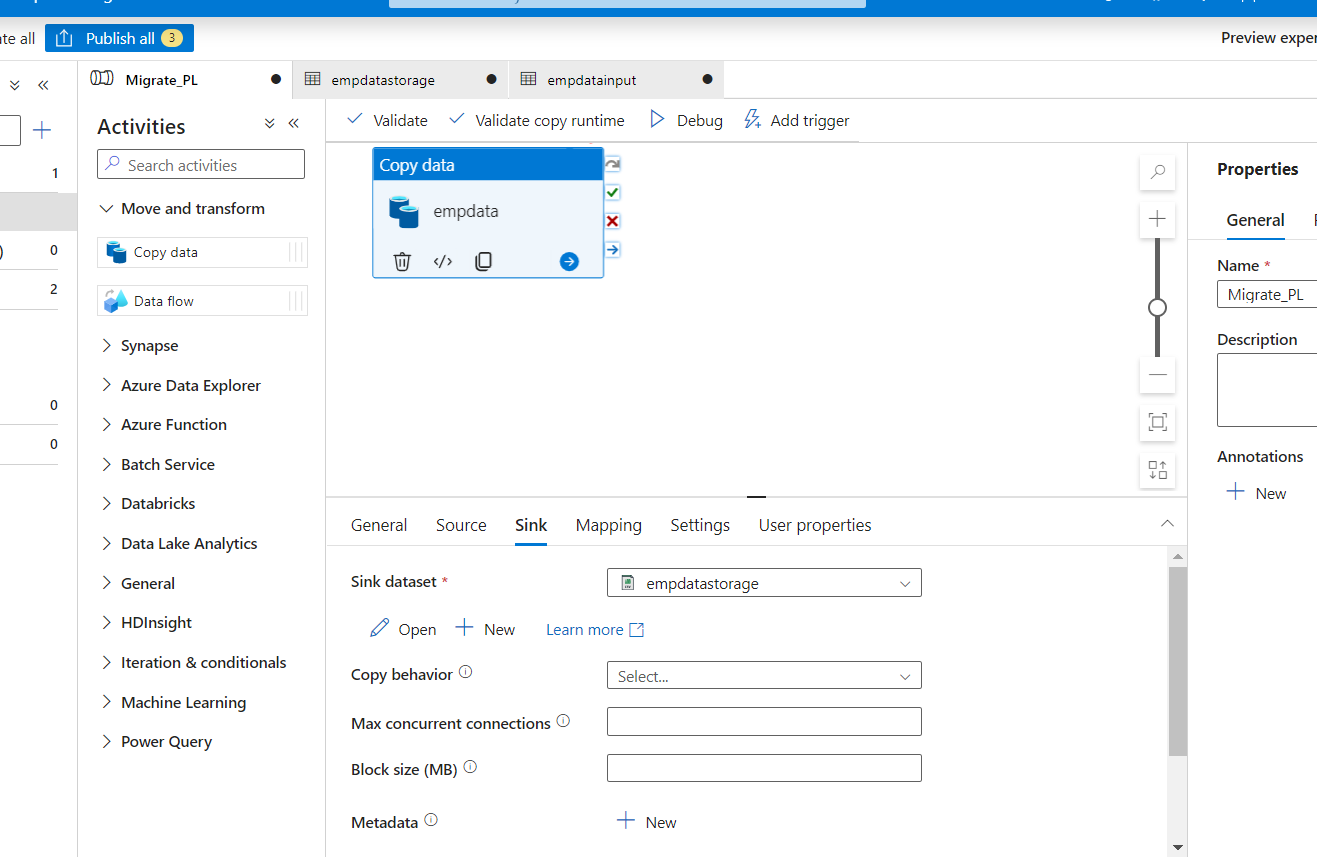 ate all
Publish all 3
Preview exper
Migrate_PL
empdatastorage
empdatainput
Activities
Search activities
1
Move and transform
)
0
Copy data
2
Data flow
Synapse
Azure Data Explorer
0
Azure Function
0
Batch Service
Databricks
Data Lake Analytics
General
HDInsight
Iteration & conditionals
Machine Learning
Power Query
Validate
Validate copy runtime
Debug
Add trigger
Copy data
empdata
General
Source
Sink
Mapping
Settings
User properties
Sink dataset *
empdatastorage
Open
New
Learn more
Copy behavior
Select...
Max concurrent connections
Block size (MB)
Metadata
New
Properties
General
Name *
Migrate_PL
Description
Annotations
New